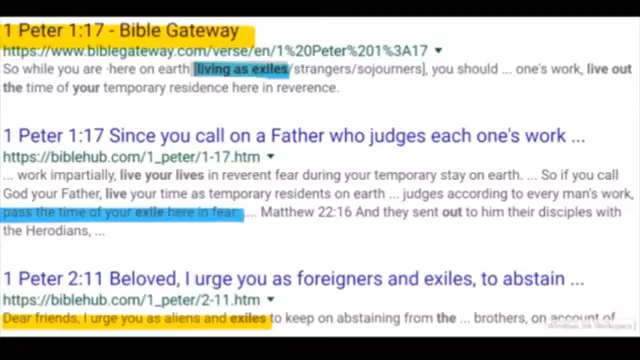 1 Peter 1:17 - Bible Gateway
https://www.biblegateway.com/verse/en/1%20Peter%201%3A17 ▼
So while you are ·here on earth [living as exiles/strangers/sojourners], you should ... one's work, live out
the time of your temporary residence here in reverence.
1 Peter 1:17 Since you call on a Father who judges each one's work ...
https://biblehub.com/1_peter/1-17.htm ▼
... work impartially, live your lives in reverent fear during your temporary stay on earth. ... So if you call
God your Father, live your time as temporary residents on earth ... judges according to every man's work,
pass the time of your exile here in fear: ... Matthew 22:16 And they sent out to him their disciples with
the Herodians, ...
1 Peter 2:11 Beloved, I urge you as foreigners and exiles, to abstain ...
https://biblehub.com/1_peter/2-11.htm ▼
Dear friends, I urge you as aliens and exiles to keep on abstaining from the ... brothers, on account of
Windows Ink Workspace